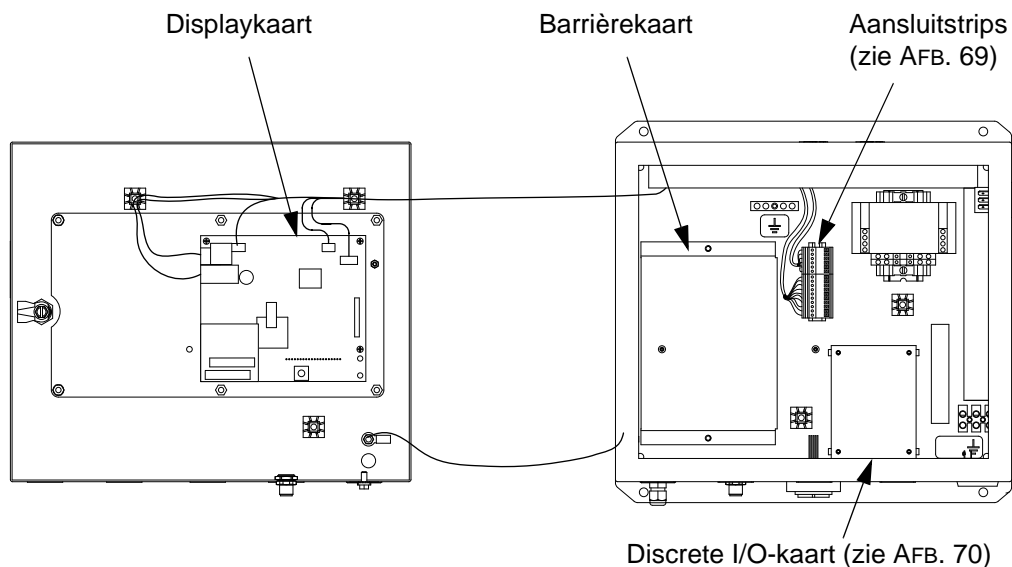 Displaykaart
Barrièrekaart
Aansluitstrips
(zie AFB. 69)
Discrete I/O-kaart (zie AFB. 70)